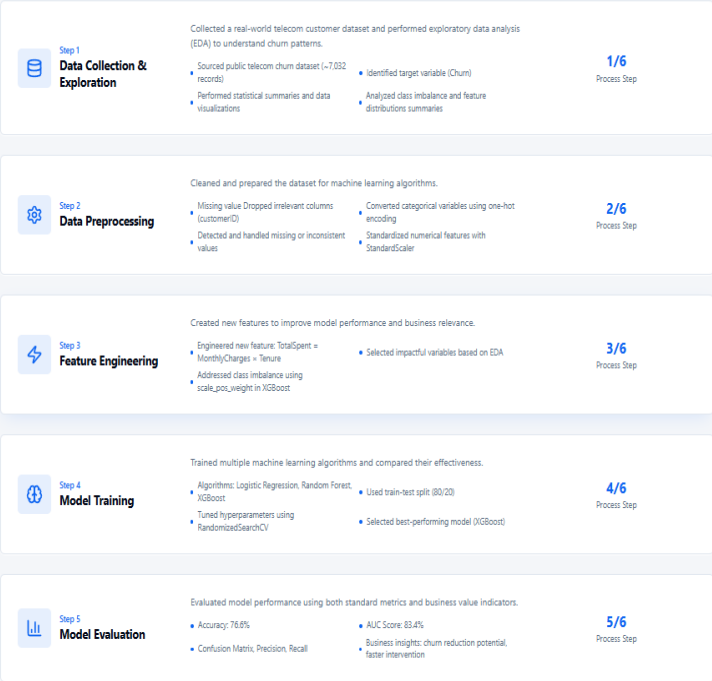 Collected a real-world telecom customer dataset and performed exploratory data analysis
(EDA) to understand churn patterns.
Step 1
Data Collection &
Exploration
Sourced public telecom churn dataset (~7,032
records)
Identified target variable (Churn)
Performed statistical summaries and data
visualizations
Analyzed class imbalance and feature
distributions summaries
1/6
Process Step
Cleaned and prepared the dataset for machine learning algorithms.
Step 2
Data Preprocessing
Missing value Dropped irrelevant columns
(customerID)
Converted categorical variables using one-hot
encoding
Detected and handled missing or inconsistent
values
Standardized numerical features with
StandardScaler
2/6
Process Step
Created new features to improve model performance and business relevance.
Step 3
Feature Engineering
Engineered new feature: TotalSpent =
MonthlyCharges × Tenure
Selected impactful variables based on EDA
Addressed class imbalance using
scale_pos_weight in XGBoost
3/6
Process Step
Trained multiple machine learning algorithms and compared their effectiveness.
Step 4
Model Training
Algorithms: Logistic Regression, Random Forest,
XGBoost
Used train-test split (80/20)
Tuned hyperparameters using
RandomizedSearchCV
Selected best-performing model (XGBoost)
4/6
Process Step
Evaluated model performance using both standard metrics and business value indicators.
Step 5
Model Evaluation
Accuracy: 76.6%
AUC Score: 83.4%
Confusion Matrix, Precision, Recall
Business insights: churn reduction potential,
faster intervention
5/6
Process Step